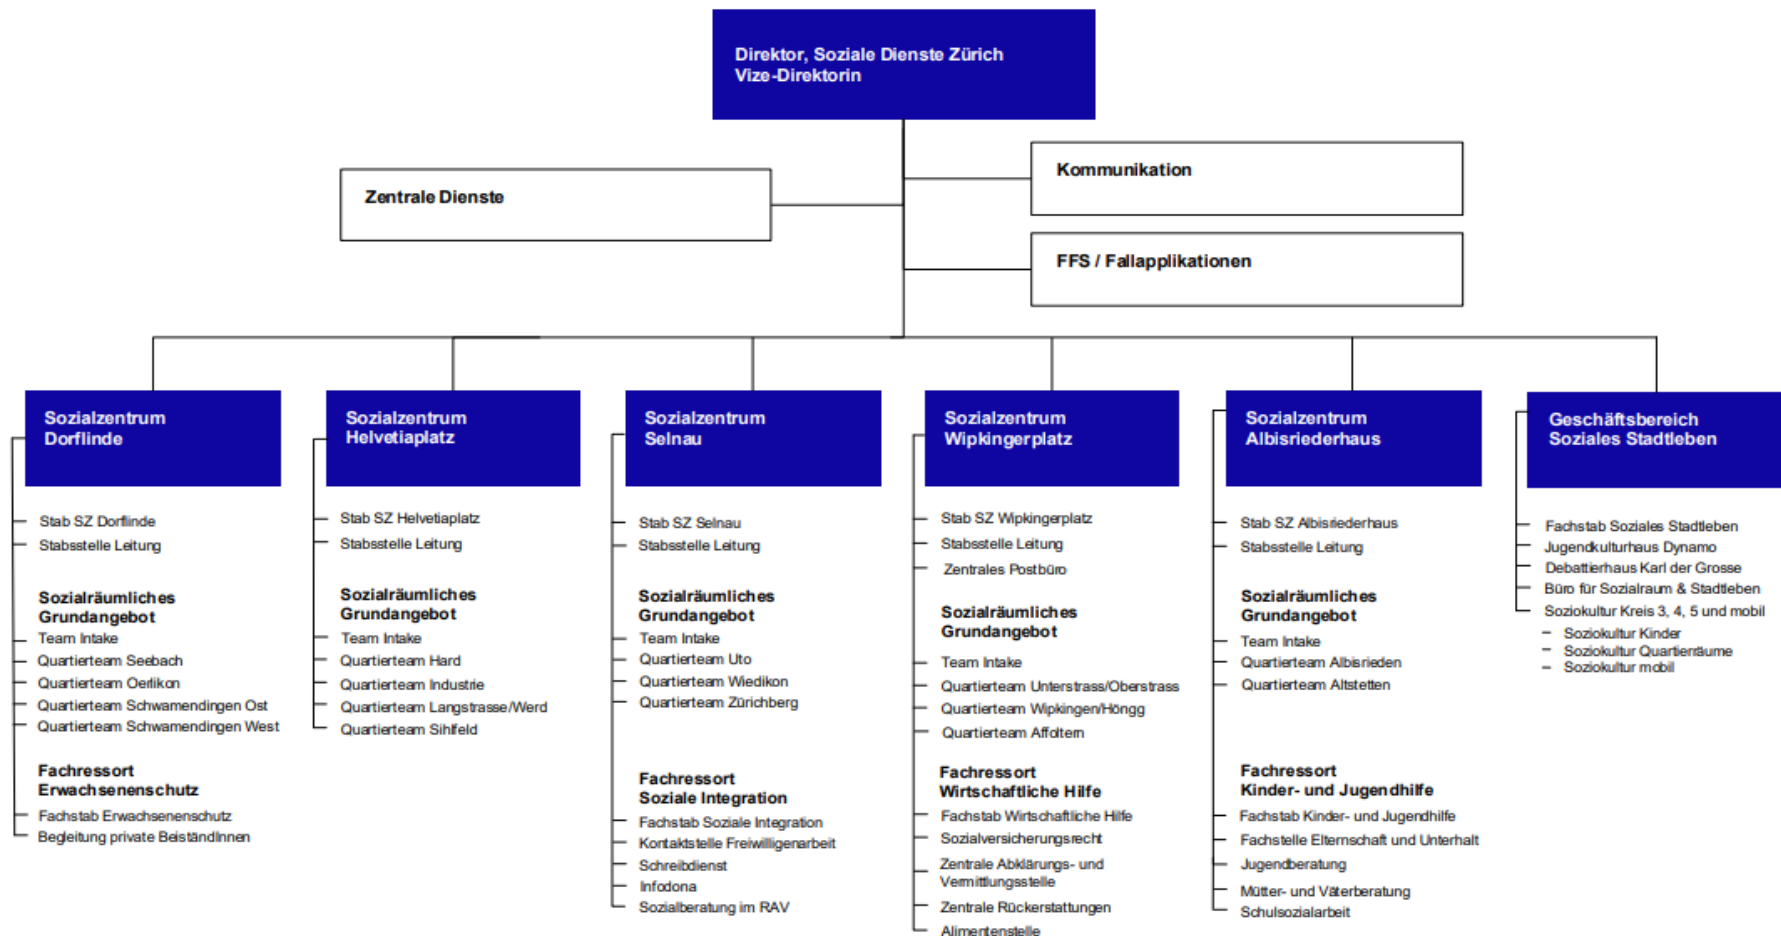 Direktor, Soziale Dienste Zürich
Vize-Direktorin
Kommunikation
Zentrale Dienste
FFS / Fallapplikationen
Sozialzentrum
Dorflinde
Stab SZ Dorflinde
Stabsstelle Leitung
Sozialräumliches
Grundangebot
Team Intake
Quartierteam Seebach
Quartierteam Oerlikon
Quartierteam Schwamendingen Ost
Quartierteam Schwamendingen West
Fachressort
Erwachsenenschutz
Fachstab Erwachsenenschutz
Begleitung private BeiständInnen
Sozialzentrum
Helvetiaplatz
Stab SZ Helvetiaplatz
Stabsstelle Leitung
Sozialräumliches
Grundangebot
Team Intake
Quartierteam Hard
Quartierteam Industrie
Quartierteam Langstrasse/Werd
Quartierteam Sihlfeld
Sozialzentrum
Selnau
Stab SZ Selnau
Stabsstelle Leitung
Sozialräumliches
Grundangebot
Team Intake
Quartierteam Uto
Quartierteam Wiedikon
Quartierteam Zürichberg
Fachressort
Soziale Integration
Fachstab Soziale Integration
Kontaktstelle Freiwilligenarbeit
Schreibdienst
Infodona
Sozialberatung im RAV
Sozialzentrum
Wipkingerplatz
Stab SZ Wipkingerplatz
Stabsstelle Leitung
Zentrales Postbüro
Sozialräumliches
Grundangebot
Team Intake
Quartierteam Unterstrass/Oberstrass
Quartierteam Wipkingen/Höngg
Quartierteam Affoltern
Fachressort
Wirtschaftliche Hilfe
Fachstab Wirtschaftliche Hilfe
Sozialversicherungsrecht
Zentrale Abklärungs- und
Vermittlungsstelle
Zentrale Rückerstattungen
Alimentenstelle
Sozialzentrum
Albisriederhaus
Stab SZ Albisriederhaus
Stabsstelle Leitung
Sozialräumliches
Grundangebot
Team Intake
Quartierteam Albisrieden
Quartierteam Altstetten
Fachressort
Kinder- und Jugendhilfe
Fachstab Kinder- und Jugendhilfe
Fachstelle Elternschaft und Unterhalt
Jugendberatung
Mütter- und Väterberatung
Schulsozialarbeit
Geschäftsbereich
Soziales Stadtleben
Fachstab Soziales Stadtleben
Jugendkulturhaus Dynamo
Debattierhaus Karl der Grosse
Büro für Sozialraum & Stadtleben
Soziokultur Kreis 3, 4, 5 und mobil
– Soziokultur Kinder
– Soziokultur Quartierräume
– Soziokultur mobil